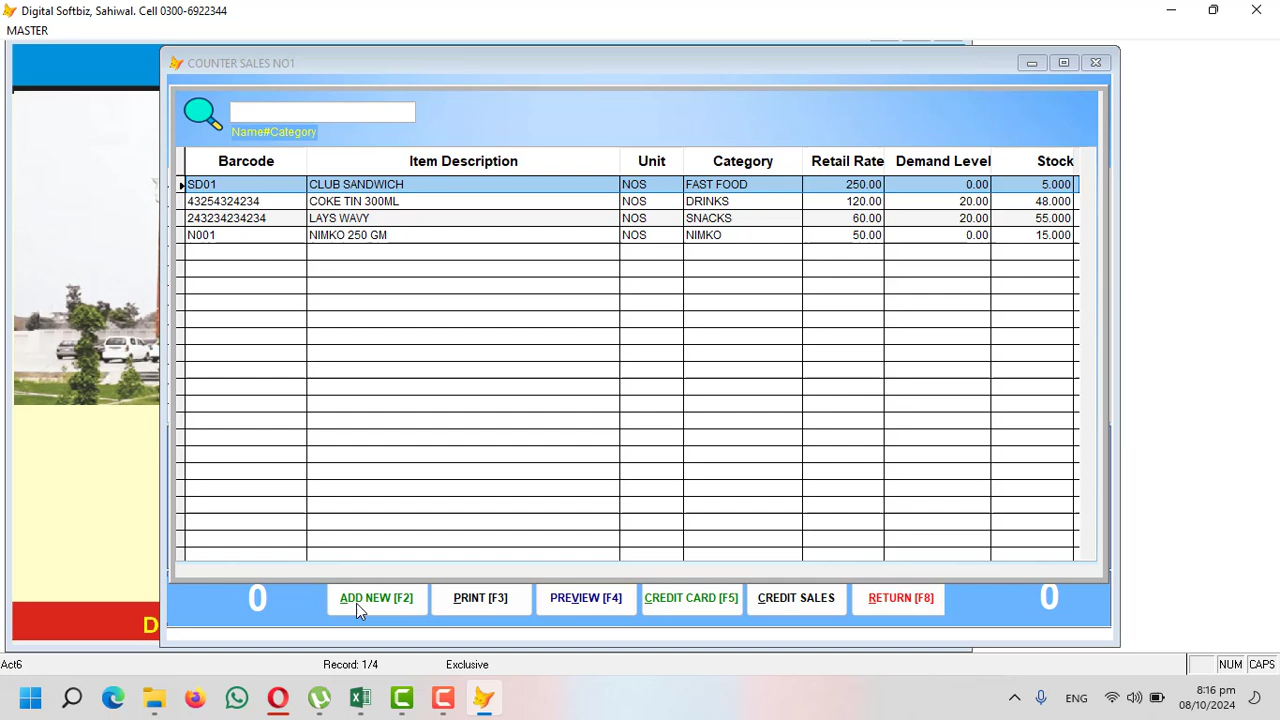 Digital Softbiz, Sahiwal. Cell 0300-6922344
MASTER
COUNTER SALES NO1
Name#Category
Barcode Item Description Unit Category Retail Rate Demand Level Stock
SD01 CLUB SANDWICH NOS FAST FOOD 250.00 0.00 5.000
43254324234 COKE TIN 300ML NOS DRINKS 120.00 20.00 48.000
243234234234 LAYS WAVY NOS SNACKS 60.00 20.00 55.000
N001 NIMKO 250 GM NOS NIMKO 50.00 0.00 15.000
0 ADD NEW [F2] PRINT [F3] PREVIEW [F4] CREDIT CARD [F5] CREDIT SALES RETURN [F8] 0
D
Act6 Record: 1/4 Exclusive NUM CAPS
ENG 8:16 pm
08/10/2024